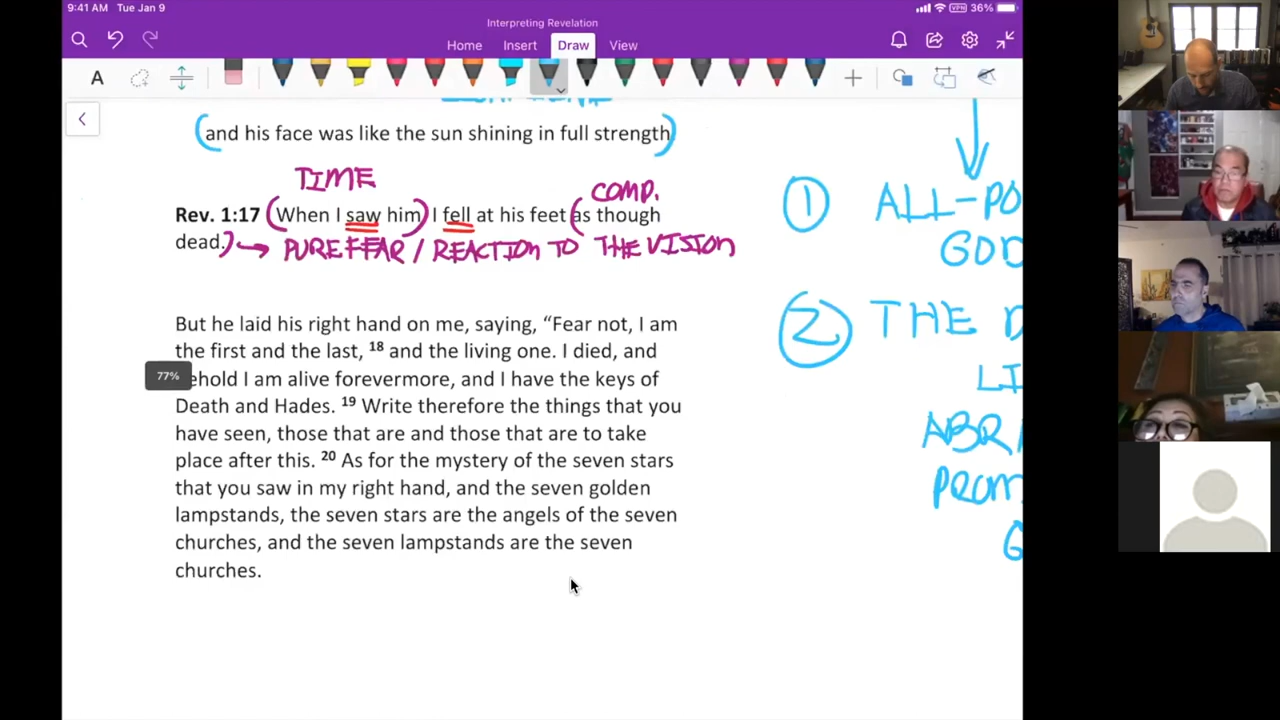 9:41 AM Tue Jan 9
VPN 36%
Interpreting Revelation
Home Insert Draw View
A
(and his face was like the sun shining in full strength)
TIME
COMP.
Rev. 1:17 (When I saw him) I fell at his feet (as though
dead.) → PURE FEAR / REACTION TO THE VISION
But he laid his right hand on me, saying, “Fear not, I am
the first and the last, 18 and the living one. I died, and
ehold I am alive forevermore, and I have the keys of
Death and Hades. 19 Write therefore the things that you
have seen, those that are and those that are to take
place after this. 20 As for the mystery of the seven stars
that you saw in my right hand, and the seven golden
lampstands, the seven stars are the angels of the seven
churches, and the seven lampstands are the seven
churches.
77%
1 ALL-PO
GOD
2 THE D
LI
ABRA
PROM
G